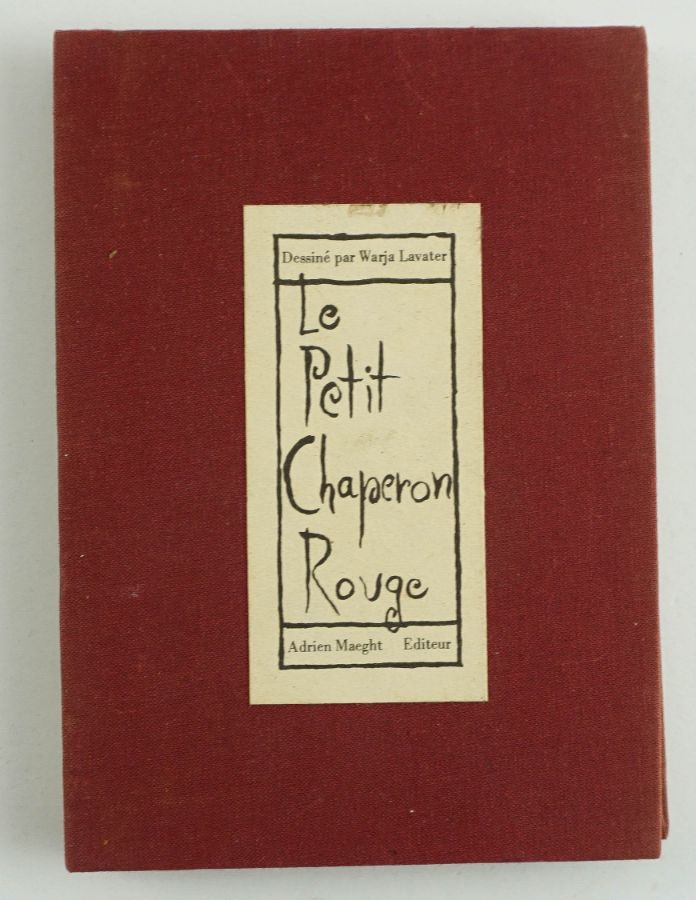 Dessiné par Warja Lavater
Le
Petit
Chaperon
Rouge
Adrien Maeght Editeur